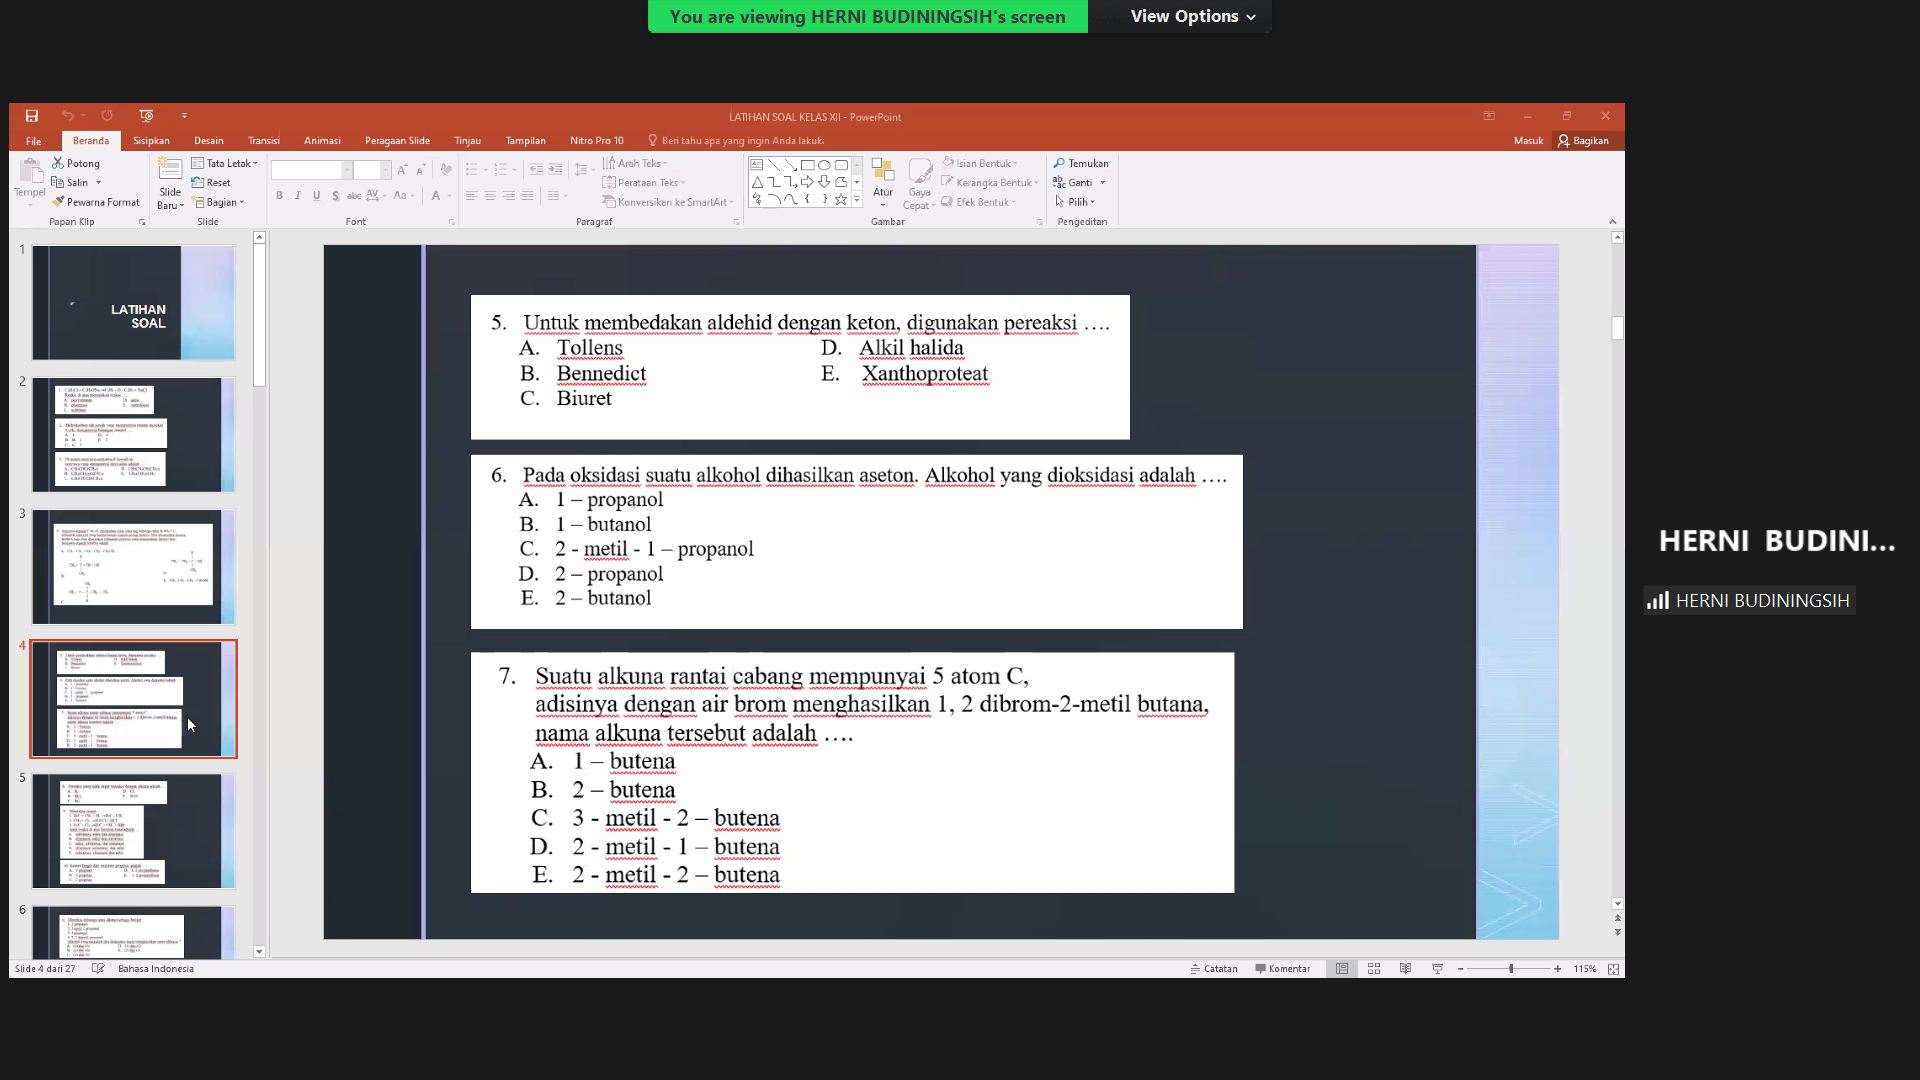 You are viewing HERNI BUDININGSIH's screen
View Options
LATIHAN SOAL KELAS XII - PowerPoint
File Beranda Sisipkan Desain Transisi Animasi Peragaan Slide Tinjau Tampilan Nitro Pro 10 Beri tahu apa yang ingin Anda lakuk
Masuk Bagikan
Tempel
Potong
Salin
Pewarna Format
Papan Klip
Slide Baru
Tata Letak
Reset
Bagian
Slide
B I U S abc AV Aa A
Font
Arah Teks
Perataan Teks
Konversikan ke SmartArt
Paragraf
Atur
Gaya Cepat
Isian Bentuk
Kerangka Bentuk
Efek Bentuk
Gambar
Temukan
Ganti
Pilih
Pengeditan
1
LATIHAN
SOAL
2
3
4
5
6
5. Untuk membedakan aldehid dengan keton, digunakan pereaksi ….
A. Tollens D. Alkil halida
B. Bennedict E. Xanthoproteat
C. Biuret
6. Pada oksidasi suatu alkohol dihasilkan aseton. Alkohol yang dioksidasi adalah ….
A. 1 – propanol
B. 1 – butanol
C. 2 - metil - 1 – propanol
D. 2 – propanol
E. 2 – butanol
7. Suatu alkuna rantai cabang mempunyai 5 atom C,
adisinya dengan air brom menghasilkan 1, 2 dibrom-2-metil butana,
nama alkuna tersebut adalah ….
A. 1 – butena
B. 2 – butena
C. 3 - metil - 2 – butena
D. 2 - metil - 1 – butena
E. 2 - metil - 2 – butena
HERNI BUDINI...
HERNI BUDININGSIH
Slide 4 dari 27 Bahasa Indonesia
Catatan Komentar 115%